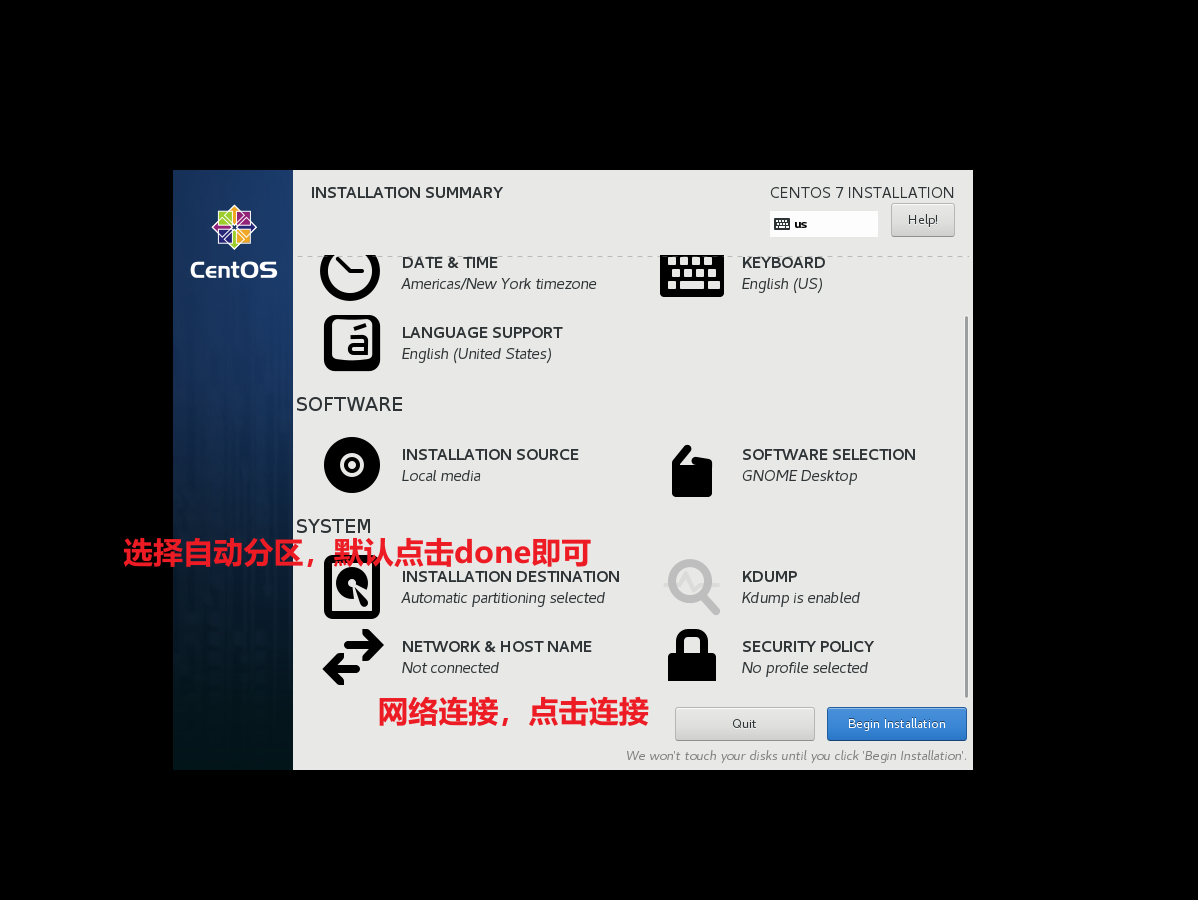 INSTALLATION SUMMARY
CENTOS 7 INSTALLATION
us
Help!
CentOS
DATE & TIME
Americas/New York timezone
KEYBOARD
English (US)
LANGUAGE SUPPORT
English (United States)
SOFTWARE
INSTALLATION SOURCE
Local media
SOFTWARE SELECTION
GNOME Desktop
SYSTEM
选择自动分区，默认点击done即可
INSTALLATION DESTINATION
Automatic partitioning selected
KDUMP
Kdump is enabled
NETWORK & HOST NAME
Not connected
SECURITY POLICY
No profile selected
网络连接，点击连接
Quit
Begin Installation
We won't touch your disks until you click 'Begin Installation'.